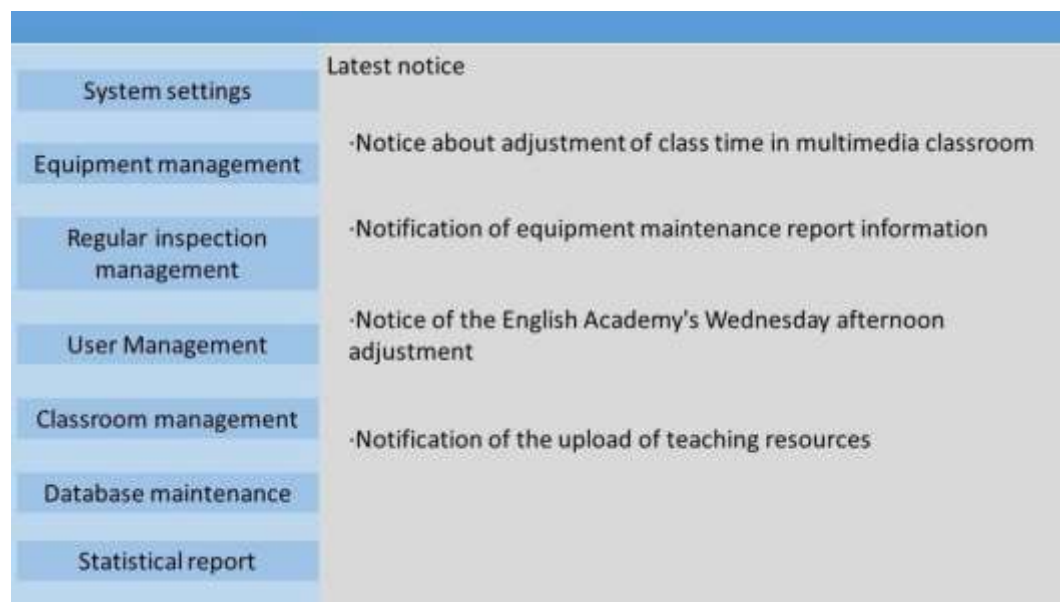 System settings
Equipment management
Regular inspection
management
User Management
Classroom management
Database maintenance
Statistical report
Latest notice
·Notice about adjustment of class time in multimedia classroom
·Notification of equipment maintenance report information
·Notice of the English Academy's Wednesday afternoon
adjustment
·Notification of the upload of teaching resources